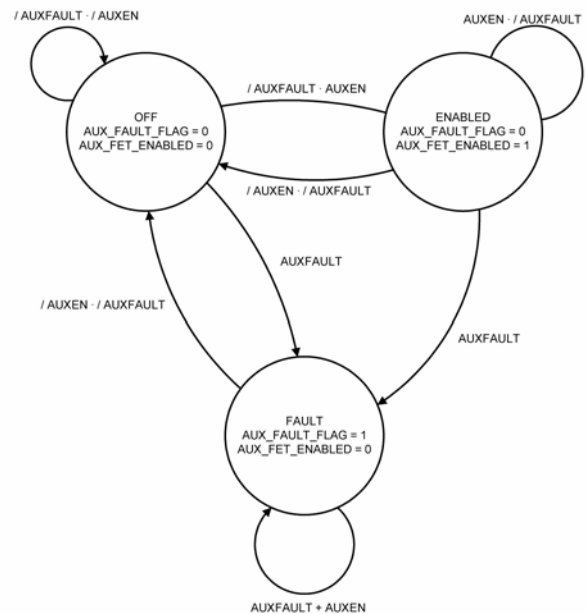 / AUXFAULT · / AUXEN
AUXEN · / AUXFAULT
/ AUXFAULT · AUXEN
OFF
AUX_FAULT_FLAG = 0
AUX_FET_ENABLED = 0
ENABLED
AUX_FAULT_FLAG = 0
AUX_FET_ENABLED = 1
/ AUXEN · / AUXFAULT
AUXFAULT
/ AUXEN · / AUXFAULT
AUXFAULT
FAULT
AUX_FAULT_FLAG = 1
AUX_FET_ENABLED = 0
AUXFAULT + AUXEN